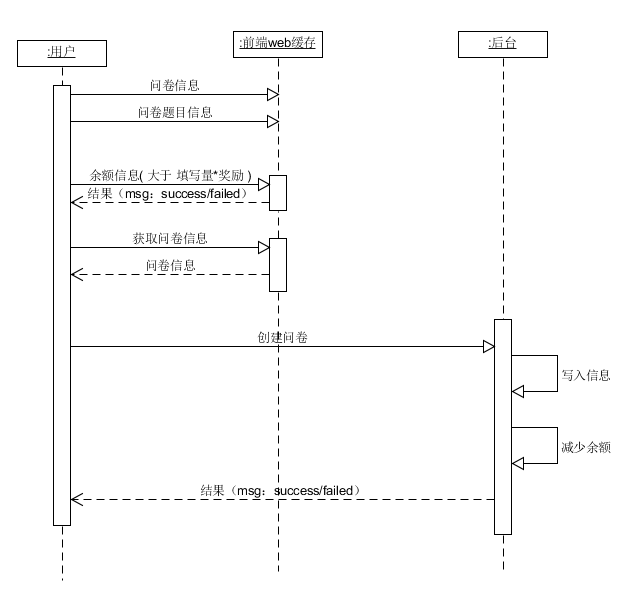 :用户
:前端web缓存
:后台
问卷信息
问卷题目信息
余额信息( 大于 填写量*奖励 )
结果（msg：success/failed）
获取问卷信息
问卷信息
创建问卷
写入信息
减少余额
结果（msg：success/failed）